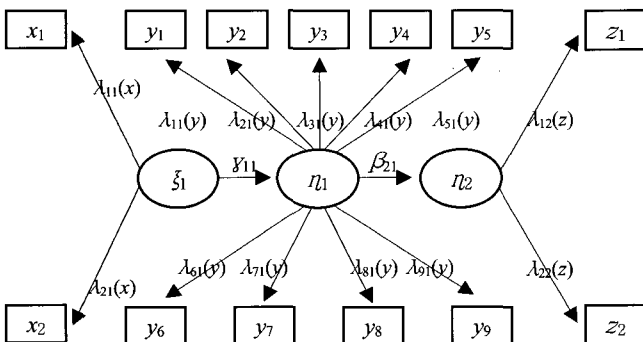 x₁ y₁ y₂ y₃ y₄ y₅ z₁
λ₁₁(x)
λ₁₁(y) λ₂₁(y) λ₃₁(y) λ₄₁(y) λ₅₁(y) λ₁₂(z)
ξ₁ γ₁₁ η₁ β₂₁ η₂
λ₆₁(y) λ₇₁(y) λ₈₁(y) λ₉₁(y) λ₂₂(z)
λ₂₁(x)
x₂ y₆ y₇ y₈ y₉ z₂